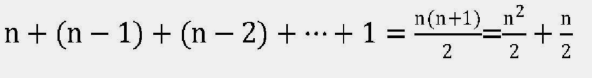 n + (n − 1) + (n − 2) + ⋯ + 1 = n(n+1)/2 = n²/2 + n/2